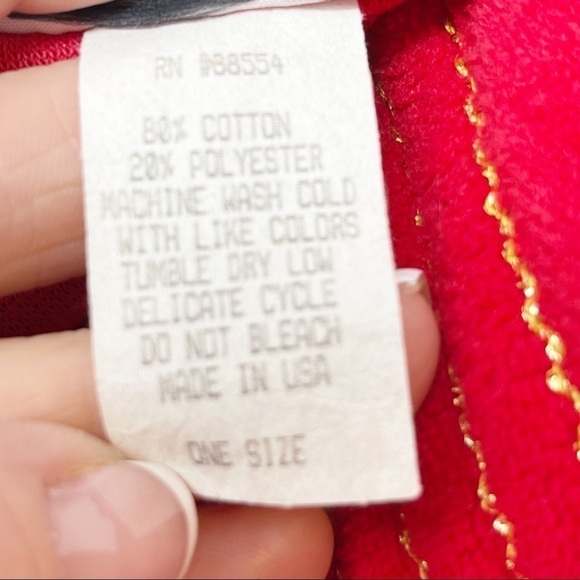 RN #88554
80% COTTON
20% POLYESTER
MACHINE WASH COLD
WITH LIKE COLORS
TUMBLE DRY LOW
DELICATE CYCLE
DO NOT BLEACH
MADE IN USA
ONE SIZE